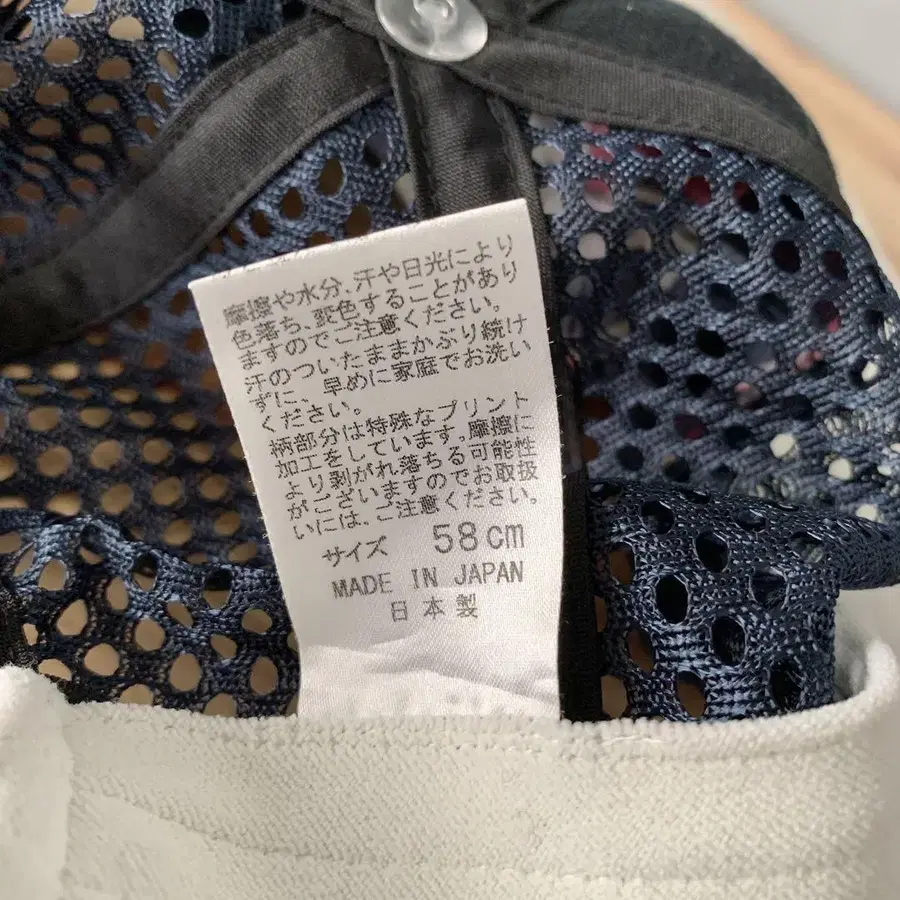 摩擦や水分、汗や日光により
色落ち、変色することがあり
ますのでご注意ください。
汗のついたままかぶり続け
ずに、早めに家庭でお洗い
ください。
柄部分は特殊なプリント
加工をしています。摩擦に
より剥がれ落ちる可能性
がございますのでお取扱
いには、ご注意ください。
サイズ 58cm
MADE IN JAPAN
日本製